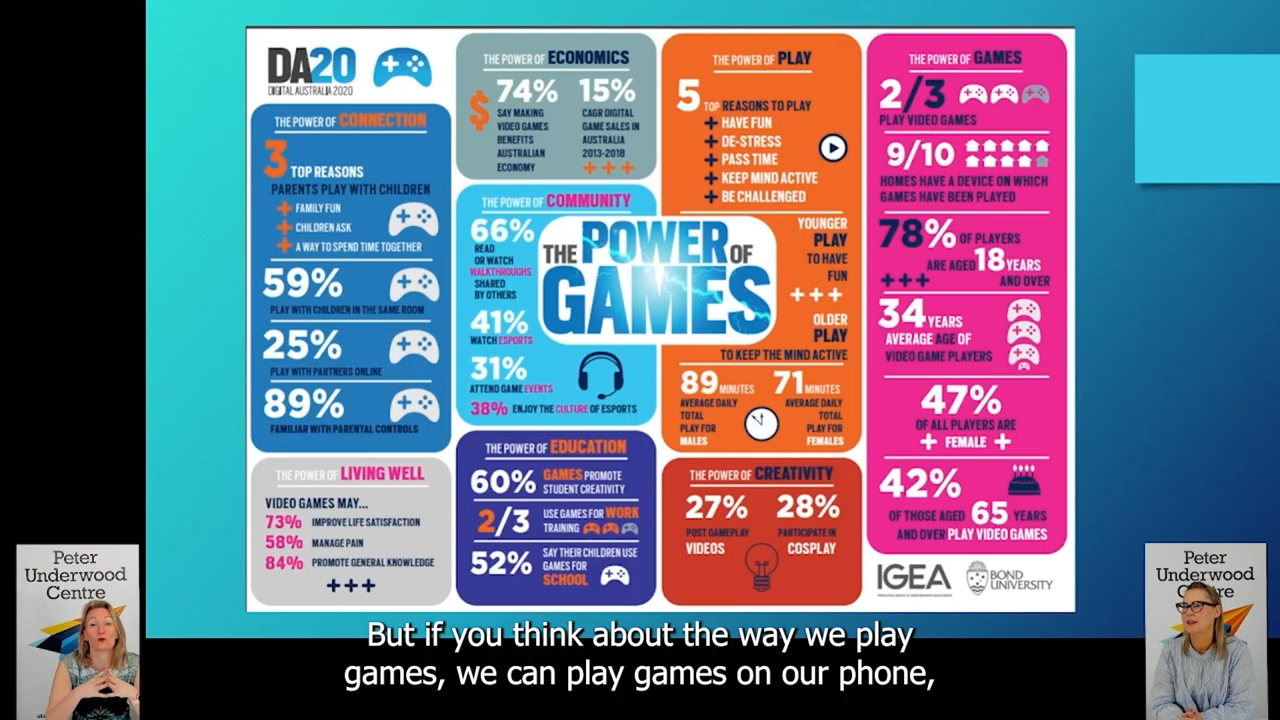 DA20
DIGITAL AUSTRALIA 2020
THE POWER OF CONNECTION
3 TOP REASONS
PARENTS PLAY WITH CHILDREN
+ FAMILY FUN
+ CHILDREN ASK
+ A WAY TO SPEND TIME TOGETHER
59%
PLAY WITH CHILDREN IN THE SAME ROOM
25%
PLAY WITH PARTNERS ONLINE
89%
FAMILIAR WITH PARENTAL CONTROLS
THE POWER OF LIVING WELL
VIDEO GAMES MAY...
73% IMPROVE LIFE SATISFACTION
58% MANAGE PAIN
84% PROMOTE GENERAL KNOWLEDGE
+++
THE POWER OF ECONOMICS
$
74%
SAY MAKING
VIDEO GAMES
BENEFITS
AUSTRALIAN
ECONOMY
15%
CAGR DIGITAL
GAME SALES IN
AUSTRALIA
2013-2018
+++
THE POWER OF COMMUNITY
66%
READ
OR WATCH
WALKTHROUGHS
SHARED
BY OTHERS
41%
WATCH ESPORTS
31%
ATTEND GAME EVENTS
38% ENJOY THE CULTURE OF ESPORTS
THE POWER OF
GAMES
THE POWER OF EDUCATION
60% GAMES PROMOTE
STUDENT CREATIVITY
2/3 USE GAMES FOR WORK
TRAINING
52% SAY THEIR CHILDREN USE
GAMES FOR
SCHOOL
THE POWER OF PLAY
5 TOP REASONS TO PLAY
+ HAVE FUN
+ DE-STRESS
+ PASS TIME
+ KEEP MIND ACTIVE
+ BE CHALLENGED
YOUNGER
PLAY
TO HAVE
FUN
+++
OLDER
PLAY
TO KEEP THE MIND ACTIVE
89 MINUTES
AVERAGE DAILY
TOTAL
PLAY FOR
MALES
71 MINUTES
AVERAGE DAILY
TOTAL
PLAY FOR
FEMALES
THE POWER OF CREATIVITY
27%
POST GAMEPLAY
VIDEOS
28%
PARTICIPATE IN
COSPLAY
THE POWER OF GAMES
2/3
PLAY VIDEO GAMES
9/10
HOMES HAVE A DEVICE ON WHICH
GAMES HAVE BEEN PLAYED
78% OF PLAYERS
ARE AGED 18 YEARS
+++ AND OVER
34 YEARS
AVERAGE AGE OF
VIDEO GAME PLAYERS
47%
OF ALL PLAYERS ARE
+ FEMALE +
42%
OF THOSE AGED 65 YEARS
AND OVER PLAY VIDEO GAMES
IGEA
BOND
UNIVERSITY
Peter
Underwood
Centre
Peter
Underwood
But if you think about the way we play
games, we can play games on our phone,